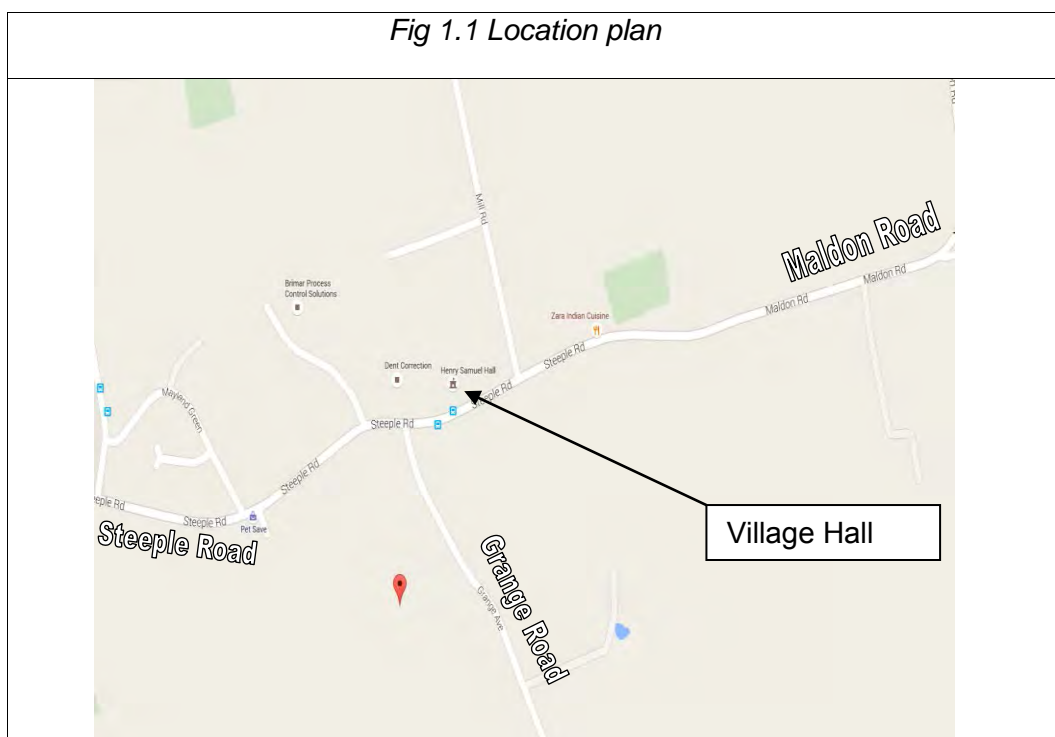 Fig 1.1 Location plan
Mill Rd
Maldon Road
Maldon Rd
Maldon Rd
Brimar Process
Control Solutions
Zara Indian Cuisine
Steeple Rd
Dent Correction
Henry Samuel Hall
Steeple Rd
Mayland Green
Steeple Rd
Steeple Rd
eeple Rd
Steeple Rd
Pet Save
Steeple Road
Village Hall
Grange Road
Grange Ave